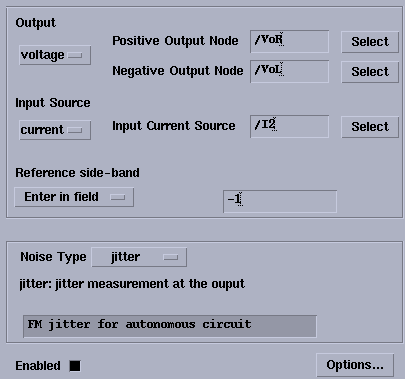 Output
voltage
Positive Output Node
/VoR
Select
Negative Output Node
/VoL
Select
Input Source
current
Input Current Source
/I2
Select
Reference side-band
Enter in field
-1
Noise Type
jitter
jitter: jitter measurement at the ouput
FM jitter for autonomous circuit
Enabled
Options...